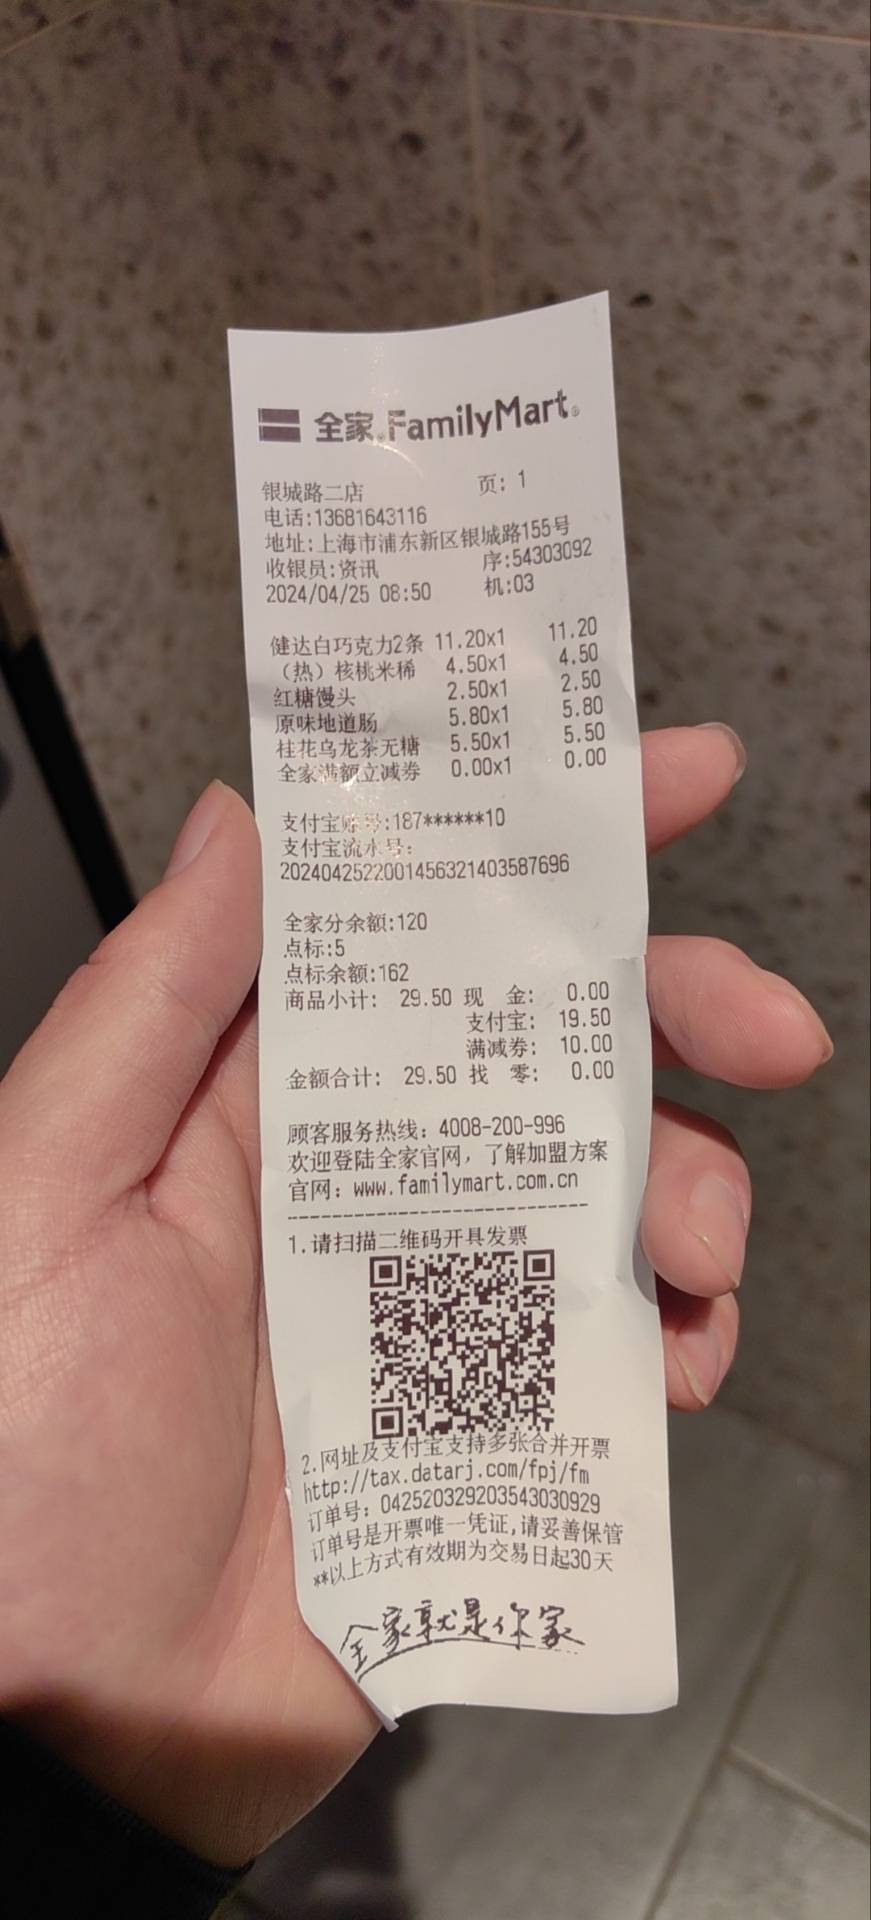 全家 FamilyMart
银城路二店 页: 1
电话:13681643116
地址:上海市浦东新区银城路155号
收银员:资讯 序:54303092
2024/04/25 08:50 机:03
健达白巧克力2条 11.20x1 11.20
（热）核桃米稀 4.50x1 4.50
红糖馒头 2.50x1 2.50
原味地道肠 5.80x1 5.80
桂花乌龙茶无糖 5.50x1 5.50
全家满额立减券 0.00x1 0.00
支付宝账号:187******10
支付宝流水号:
2024042522001456321403587696
全家分余额:120
点标:5
点标余额:162
商品小计: 29.50 现 金: 0.00
支付宝: 19.50
满减券: 10.00
金额合计: 29.50 找 零: 0.00
顾客服务热线: 4008-200-996
欢迎登陆全家官网，了解加盟方案
官网: www.familymart.com.cn
1.请扫描二维码开具发票
2.网址及支付宝支持多张合并开票
http://tax.datarj.com/fpj/fm
订单号: 042520329203543030929
订单号是开票唯一凭证,请妥善保管
**以上方式有效期为交易日起30天
全家就是你家